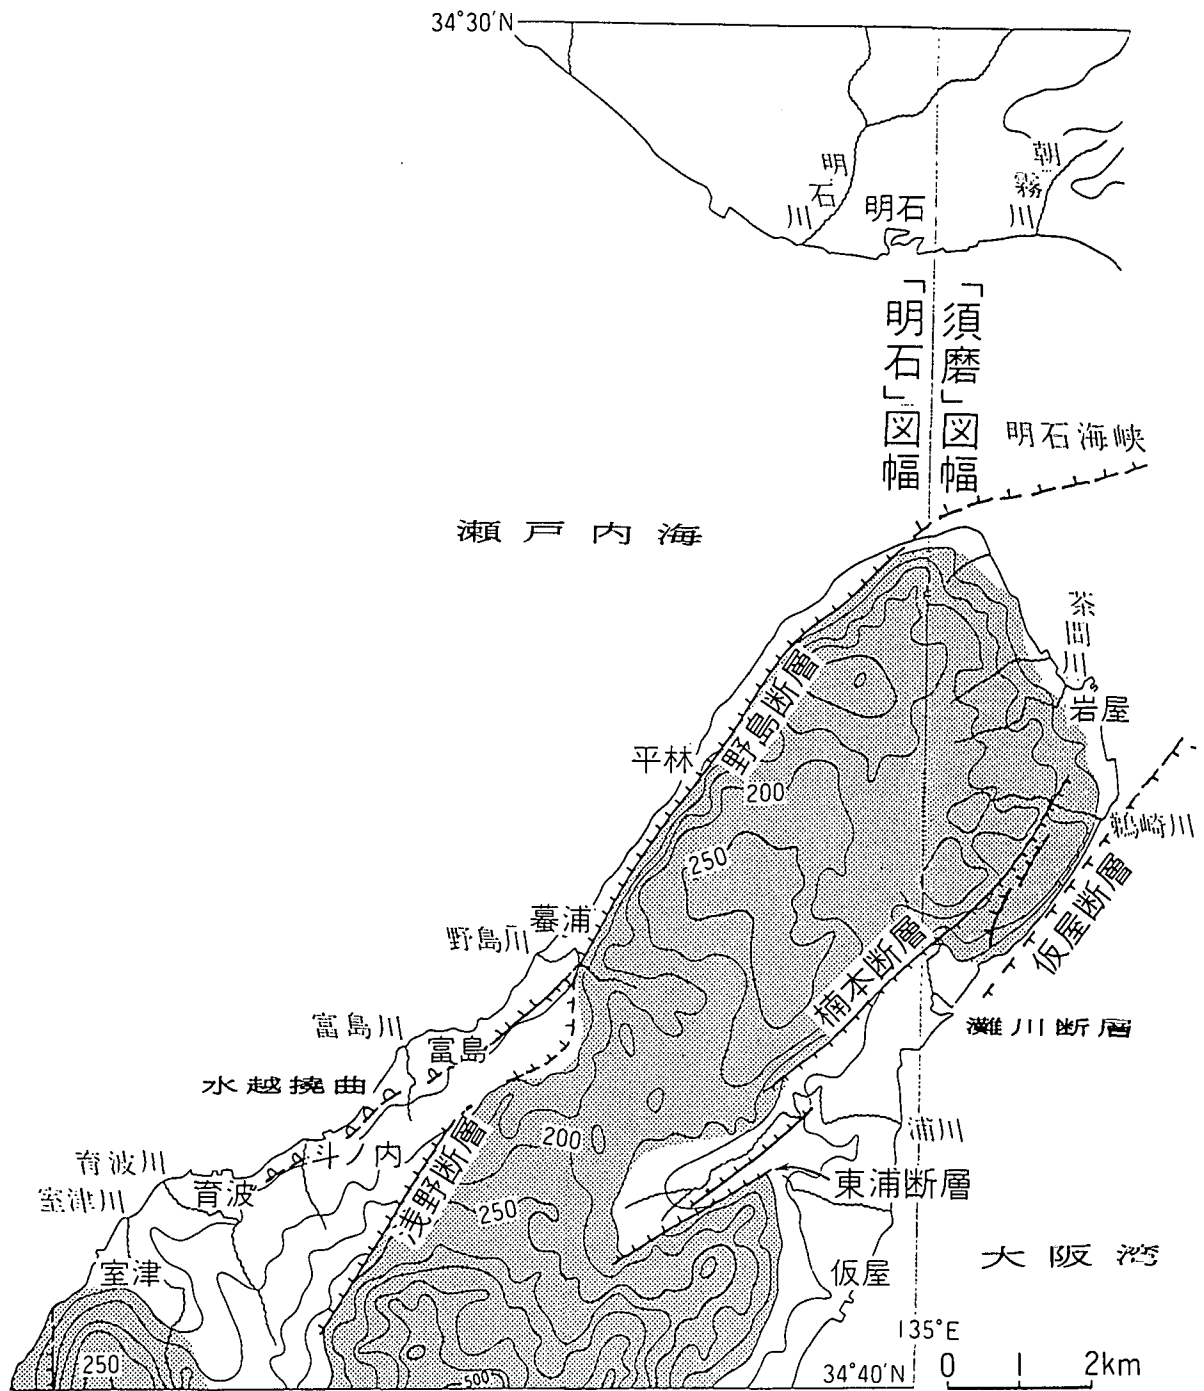 34°30′N
明石川
朝霧川
明石
「明石」図幅
「須磨」図幅
明石海峡
瀬戸内海
茶間川
岩屋
野島断層
平林
200
鵜崎川
250
仮屋断層
蟇浦
野島川
楠本断層
灘川断層
富島川
富島
水越撓曲
浦川
斗ノ内
200
育波川
育波
東浦断層
室津川
浅野断層
250
大阪湾
室津
仮屋
135°E
250
500
34°40′N
0 1 2km